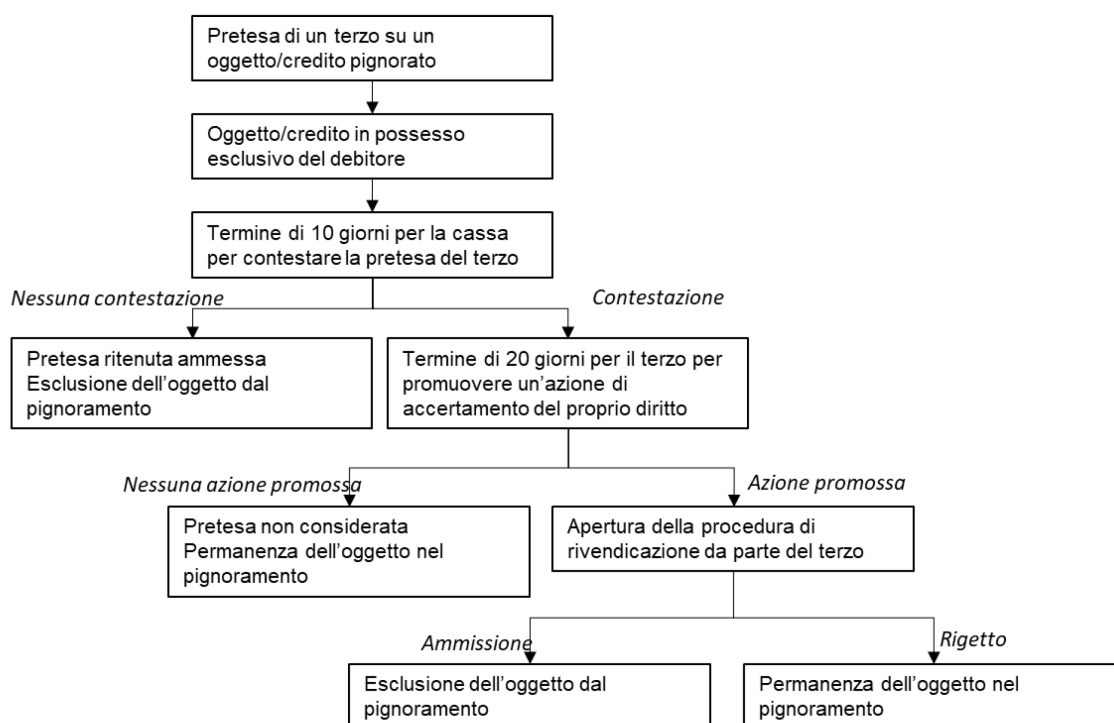 Pretesa di un terzo su un
oggetto/credito pignorato
Oggetto/credito in possesso
esclusivo del debitore
Termine di 10 giorni per la cassa
per contestare la pretesa del terzo
Nessuna contestazione
Contestazione
Pretesa ritenuta ammessa
Esclusione dell'oggetto dal
pignoramento
Termine di 20 giorni per il terzo per
promuovere un'azione di
accertamento del proprio diritto
Nessuna azione promossa
Azione promossa
Pretesa non considerata
Permanenza dell'oggetto nel
pignoramento
Apertura della procedura di
rivendicazione da parte del terzo
Ammissione
Rigetto
Esclusione dell'oggetto dal
pignoramento
Permanenza dell'oggetto nel
pignoramento